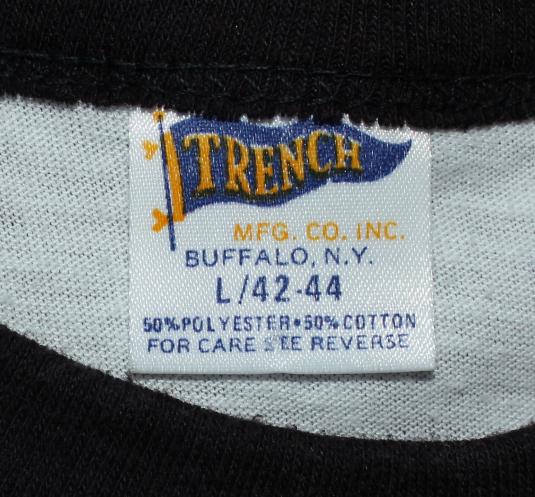 TRENCH
MFG. CO. INC.
BUFFALO, N.Y.
L/42-44
50%POLYESTER•50%COTTON
FOR CARE SEE REVERSE